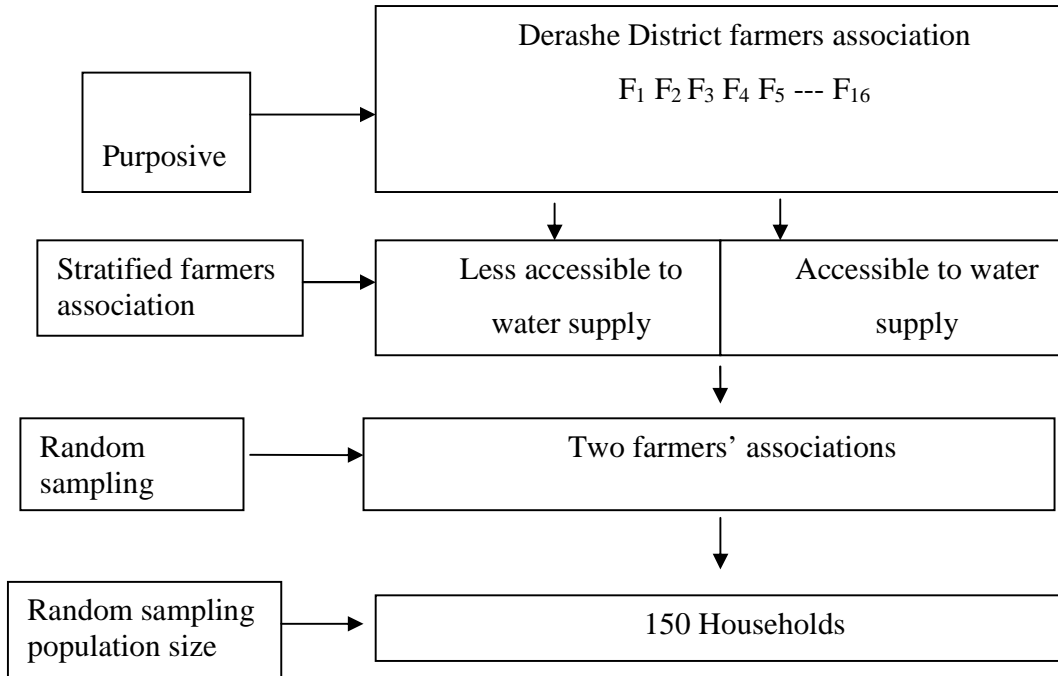 Derashe District farmers association
F₁ F₂ F₃ F₄ F₅ --- F₁₆
Purposive
Stratified farmers
association
Less accessible to
water supply
Accessible to water
supply
Random
sampling
Two farmers’ associations
Random sampling
population size
150 Households